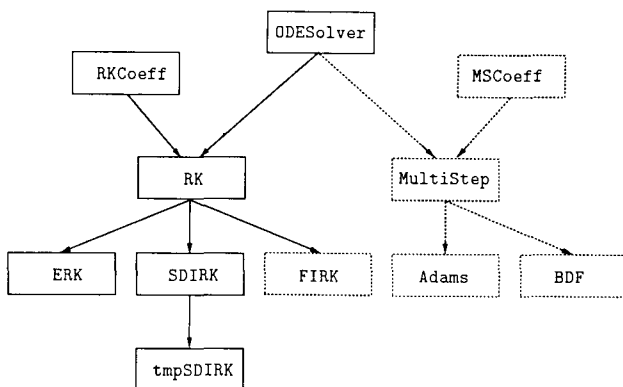 ODESolver
RKCoeff
MSCoeff
RK
MultiStep
ERK
SDIRK
FIRK
Adams
BDF
tmpSDIRK